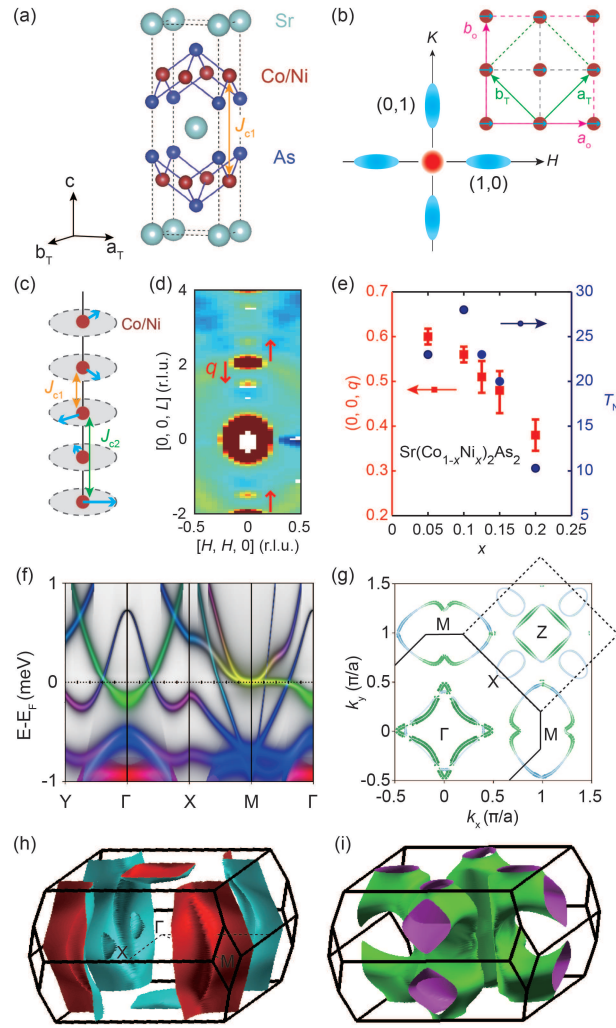 (a)
Sr
Co/Ni
J_c1
As
c
b_T
a_T
(b)
K
(0,1)
(1,0)
H
b_o
b_T
a_T
a_o
(c)
Co/Ni
J_c1
J_c2
(d)
[0, 0, L] (r.l.u.)
4
2
0
-2
q
-0.5 0 0.5
[H, H, 0] (r.l.u.)
(e)
(0, 0, q)
0.7
0.6
0.5
0.4
0.3
0.2
30
25
20
15
10
5
T_N
Sr(Co_{1-x}Ni_x)_2As_2
0 0.05 0.10 0.15 0.20 0.25
x
(f)
E-E_F (meV)
1
0
-1
Y Γ X M Γ
(g)
k_y (π/a)
1.5
1
0.5
0
-0.5
M
Z
X
Γ
M
-0.5 0 0.5 1 1.5
k_x (π/a)
(h)
Γ
X
M
(i)